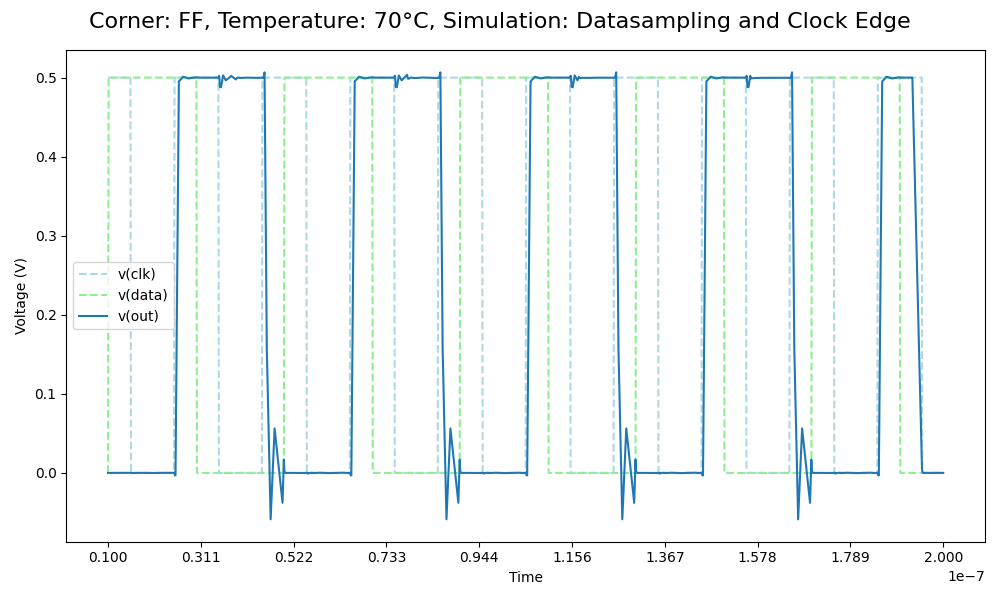 Corner: FF, Temperature: 70°C, Simulation: Datasampling and Clock Edge
Voltage (V)
0.5
0.4
0.3
0.2
0.1
0.0
v(clk)
v(data)
v(out)
0.100 0.311 0.522 0.733 0.944 1.156 1.367 1.578 1.789 2.000
Time
1e−7